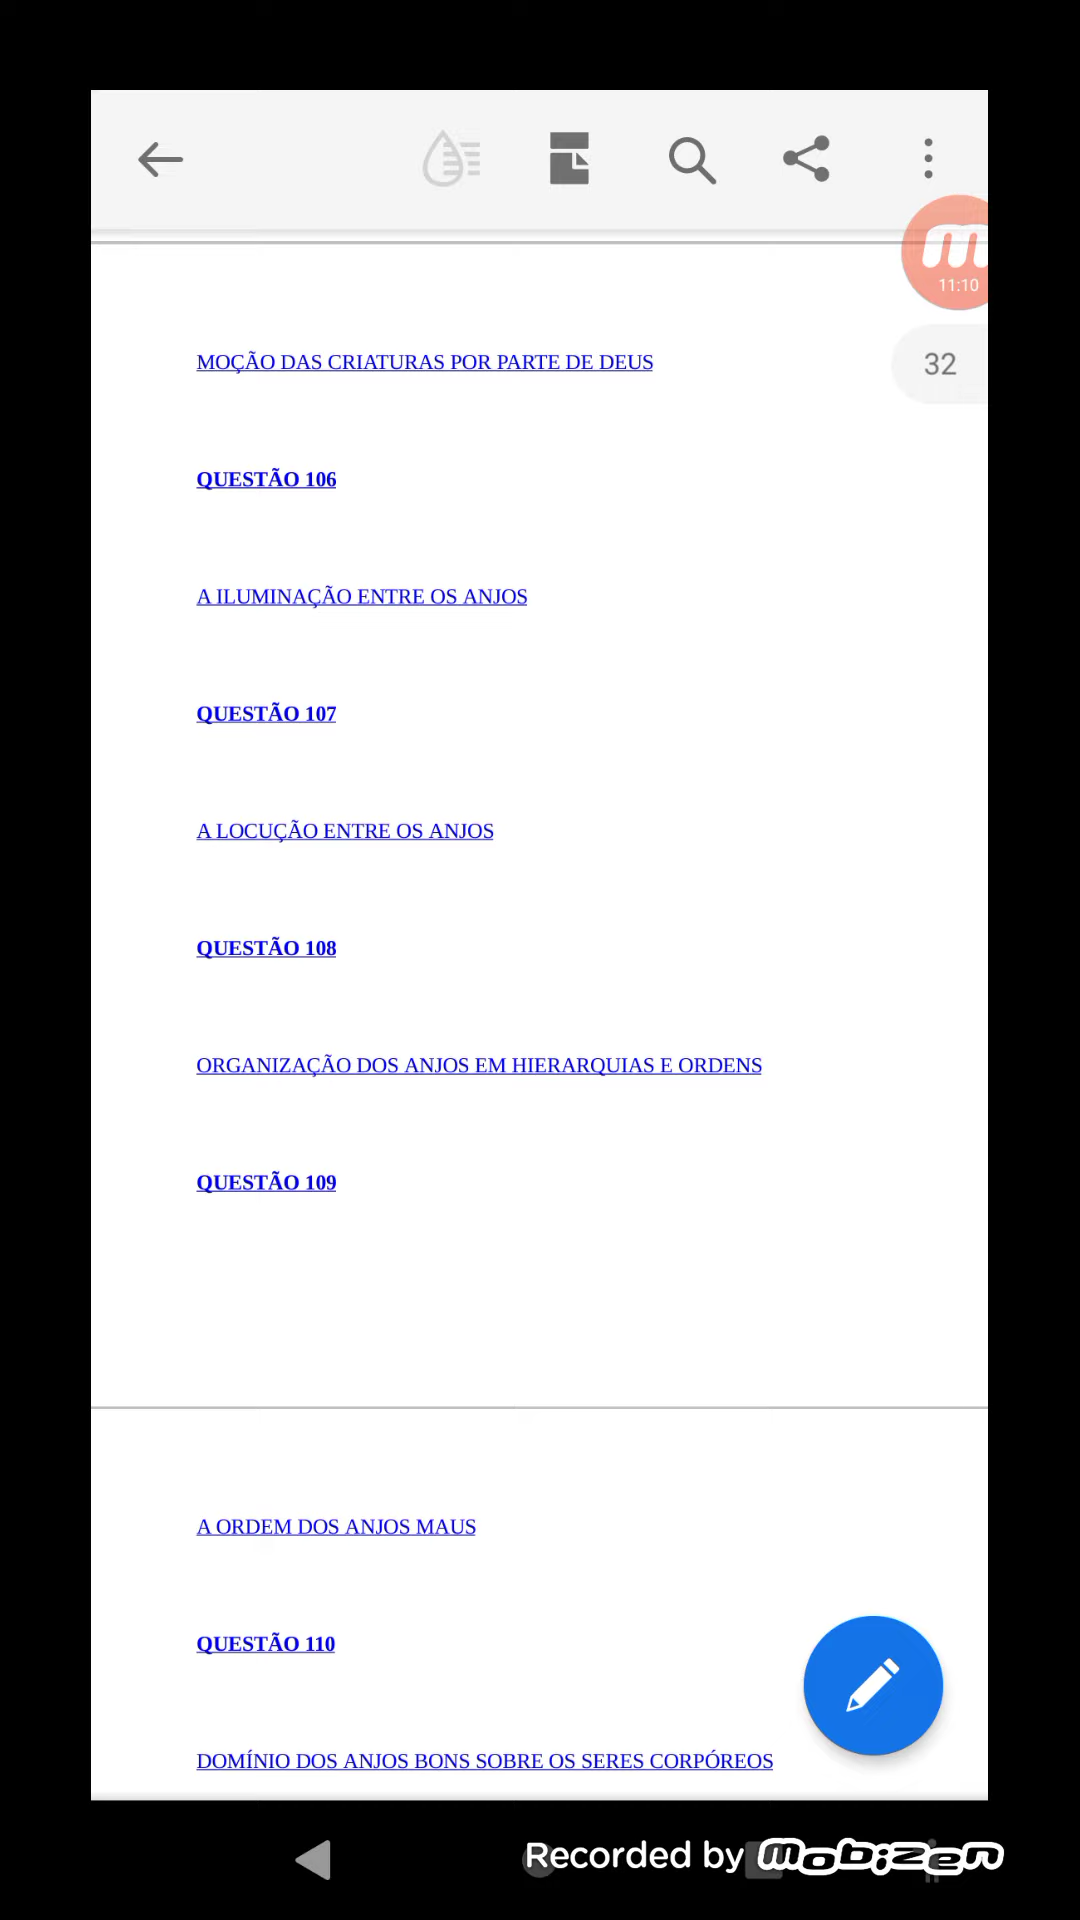 11:10
32
MOÇÃO DAS CRIATURAS POR PARTE DE DEUS
QUESTÃO 106
A ILUMINAÇÃO ENTRE OS ANJOS
QUESTÃO 107
A LOCUÇÃO ENTRE OS ANJOS
QUESTÃO 108
ORGANIZAÇÃO DOS ANJOS EM HIERARQUIAS E ORDENS
QUESTÃO 109
A ORDEM DOS ANJOS MAUS
QUESTÃO 110
DOMÍNIO DOS ANJOS BONS SOBRE OS SERES CORPÓREOS
Recorded by mobizen